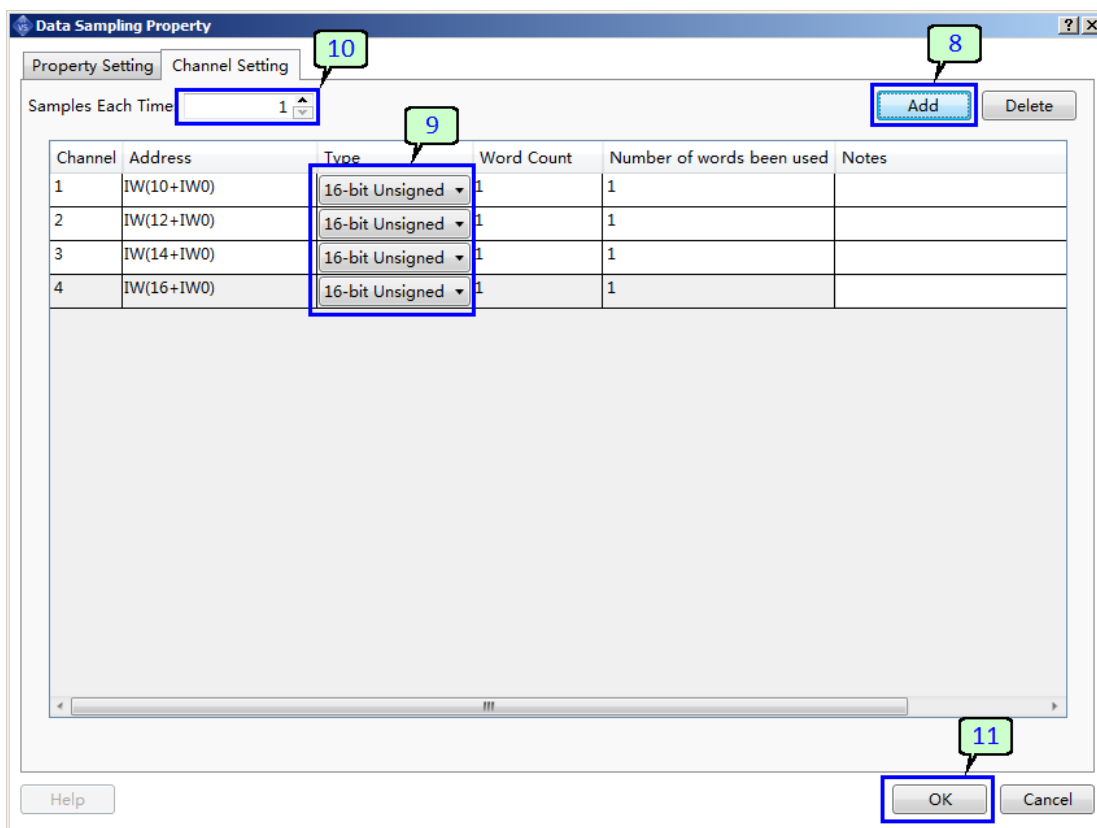 VS Data Sampling Property ? X
10
8
Property Setting Channel Setting
Samples Each Time 1
Add Delete
9
Channel Address Type Word Count Number of words been used Notes
1 IW(10+IW0) 16-bit Unsigned 1 1
2 IW(12+IW0) 16-bit Unsigned 1 1
3 IW(14+IW0) 16-bit Unsigned 1 1
4 IW(16+IW0) 16-bit Unsigned 1 1
11
Help OK Cancel